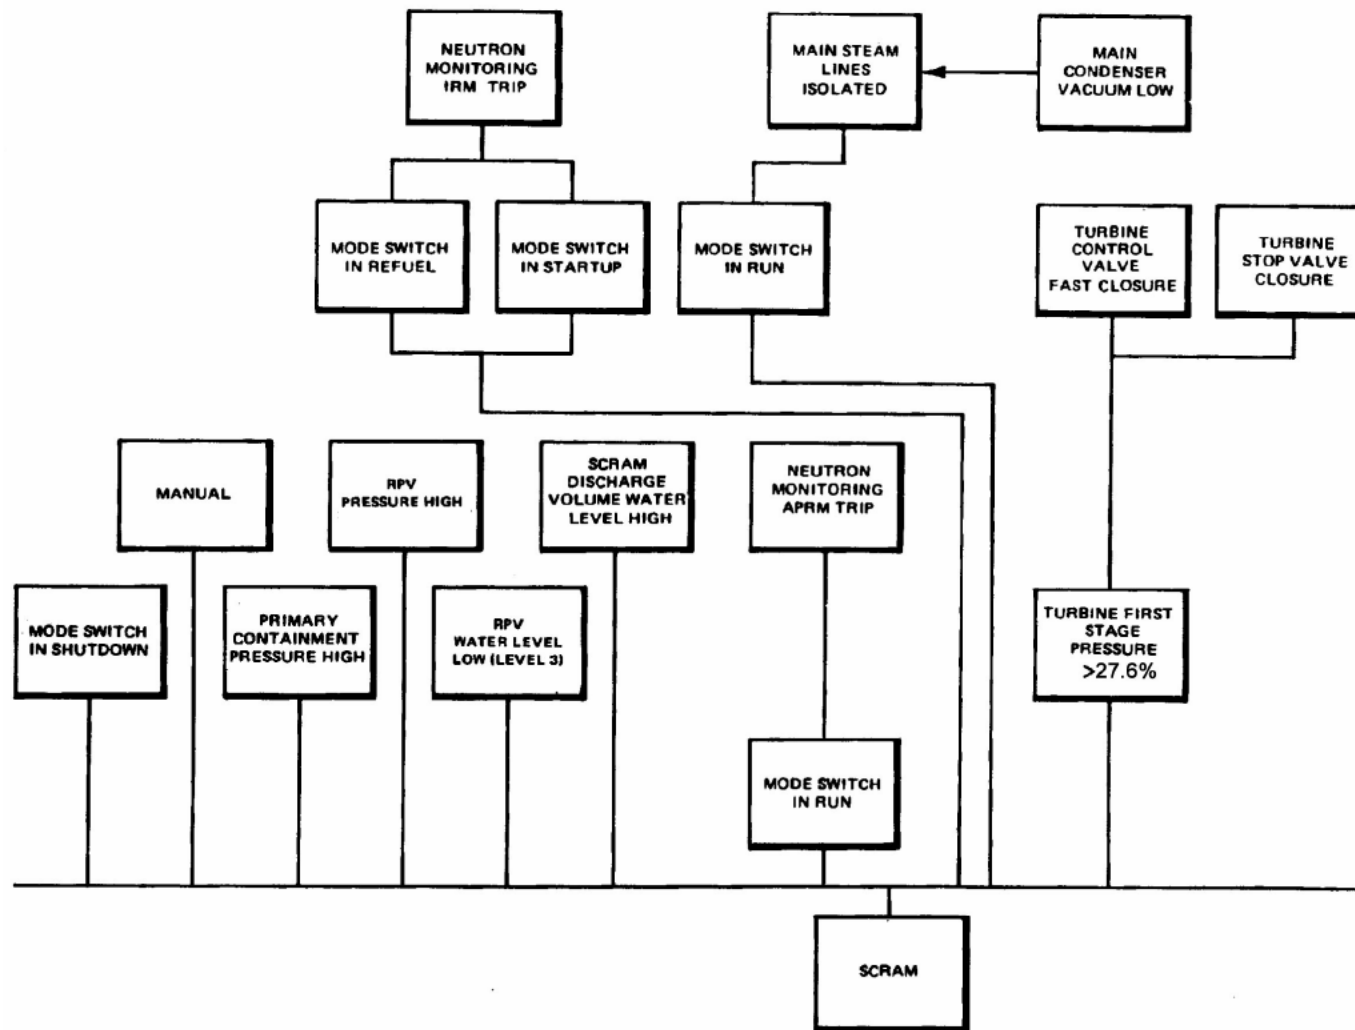 NEUTRON
MONITORING
IRM TRIP
MAIN STEAM
LINES
ISOLATED
MAIN
CONDENSER
VACUUM LOW
MODE SWITCH
IN REFUEL
MODE SWITCH
IN STARTUP
MODE SWITCH
IN RUN
TURBINE
CONTROL
VALVE
FAST CLOSURE
TURBINE
STOP VALVE
CLOSURE
MANUAL
RPV
PRESSURE HIGH
SCRAM
DISCHARGE
VOLUME WATER
LEVEL HIGH
NEUTRON
MONITORING
APRM TRIP
MODE SWITCH
IN SHUTDOWN
PRIMARY
CONTAINMENT
PRESSURE HIGH
RPV
WATER LEVEL
LOW (LEVEL 3)
TURBINE FIRST
STAGE
PRESSURE
>27.6%
MODE SWITCH
IN RUN
SCRAM